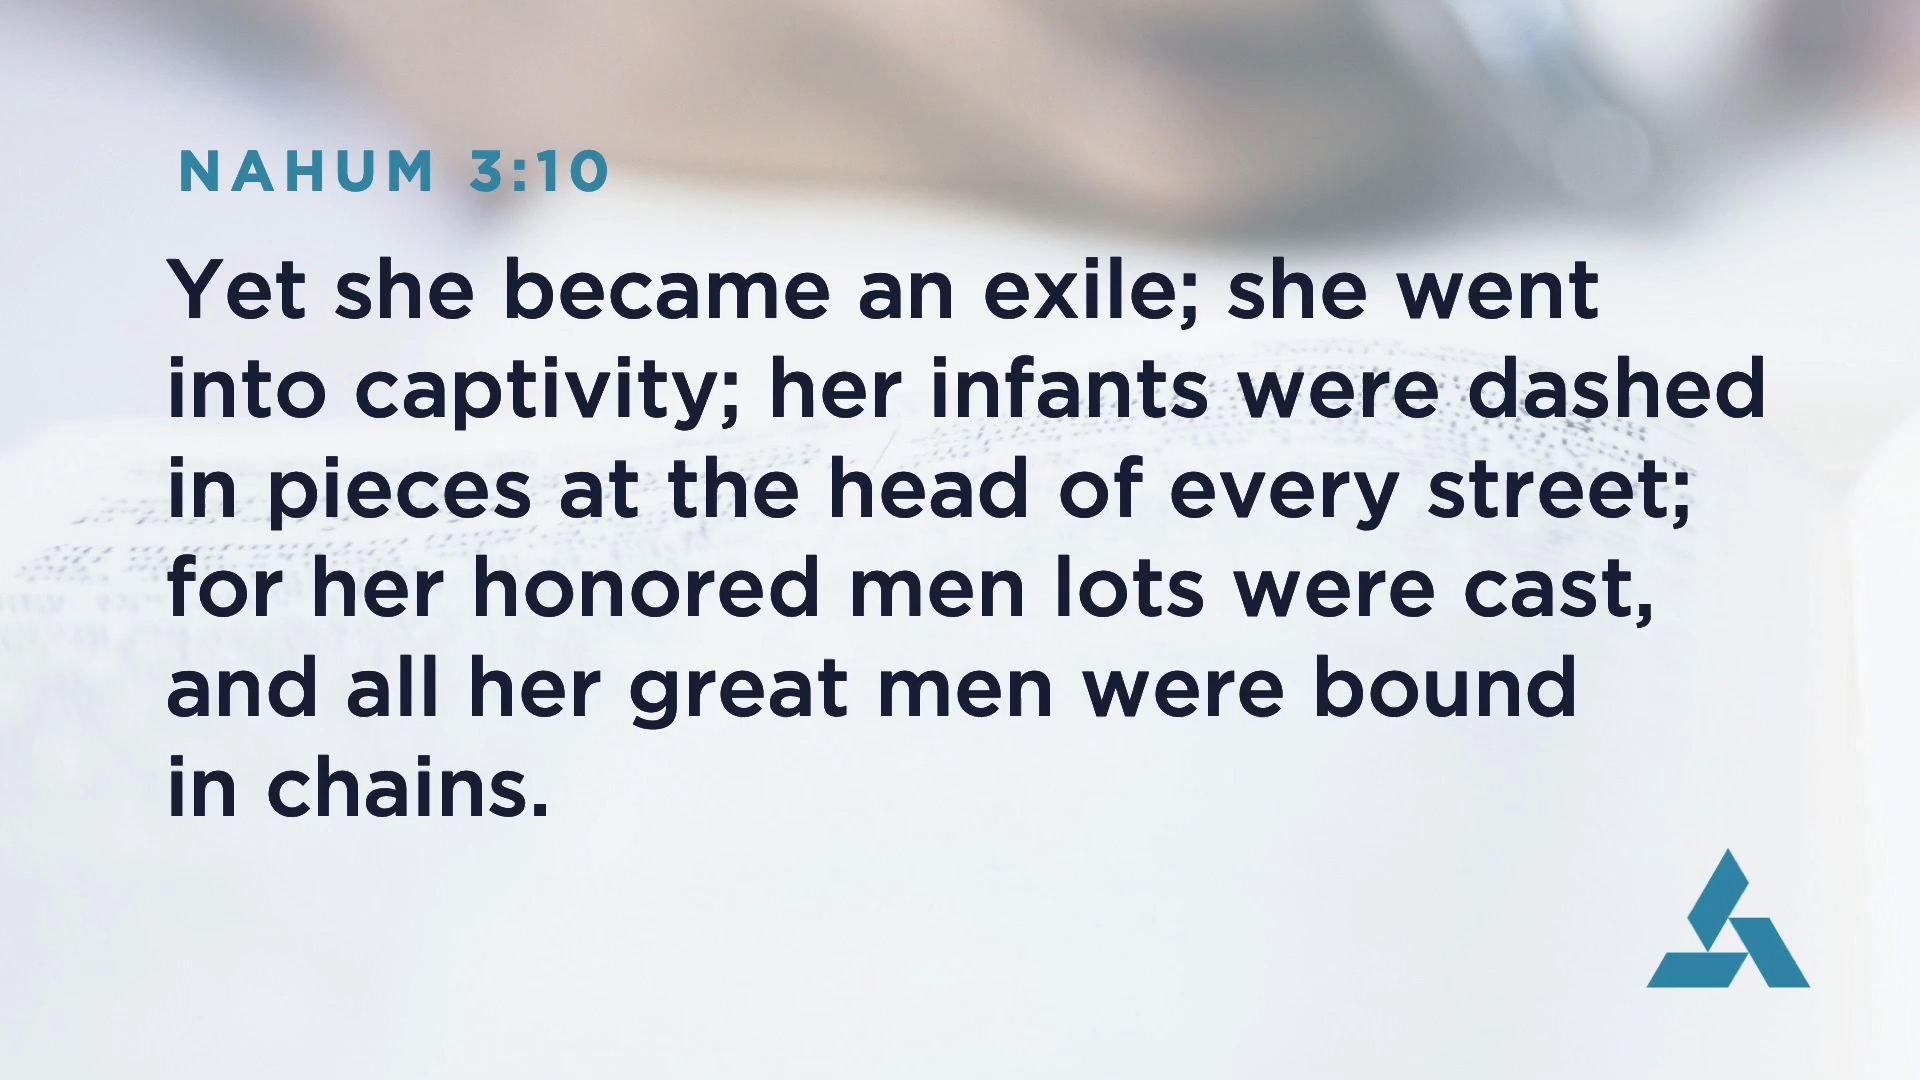 NAHUM 3:10
Yet she became an exile; she went
into captivity; her infants were dashed
in pieces at the head of every street;
for her honored men lots were cast,
and all her great men were bound
in chains.